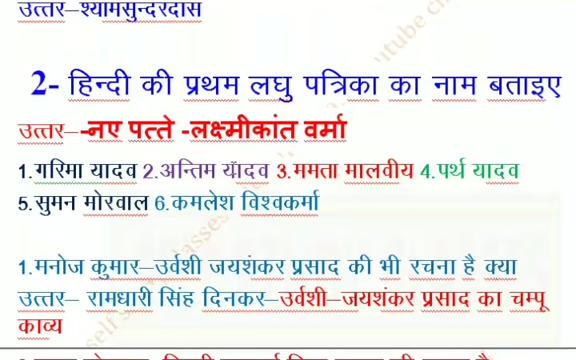 उत्तर–श्यामसुन्दरदास
2- हिन्दी की प्रथम लघु पत्रिका का नाम बताइए
उत्तर–-नए पत्ते -लक्ष्मीकांत वर्मा
1.गरिमा यादव 2.अन्तिम यॅादव 3.ममता मालवीय 4.पर्थ यादव
5.सुमन मोरवाल 6.कमलेश विश्वकर्मा
1.मनोज कुमार–उर्वशी जयशंकर प्रसाद की भी रचना है क्या
उत्त्तर– रामधारी सिंह दिनकर–उर्वशी–जयशंकर प्रसाद का चम्पू
काव्य